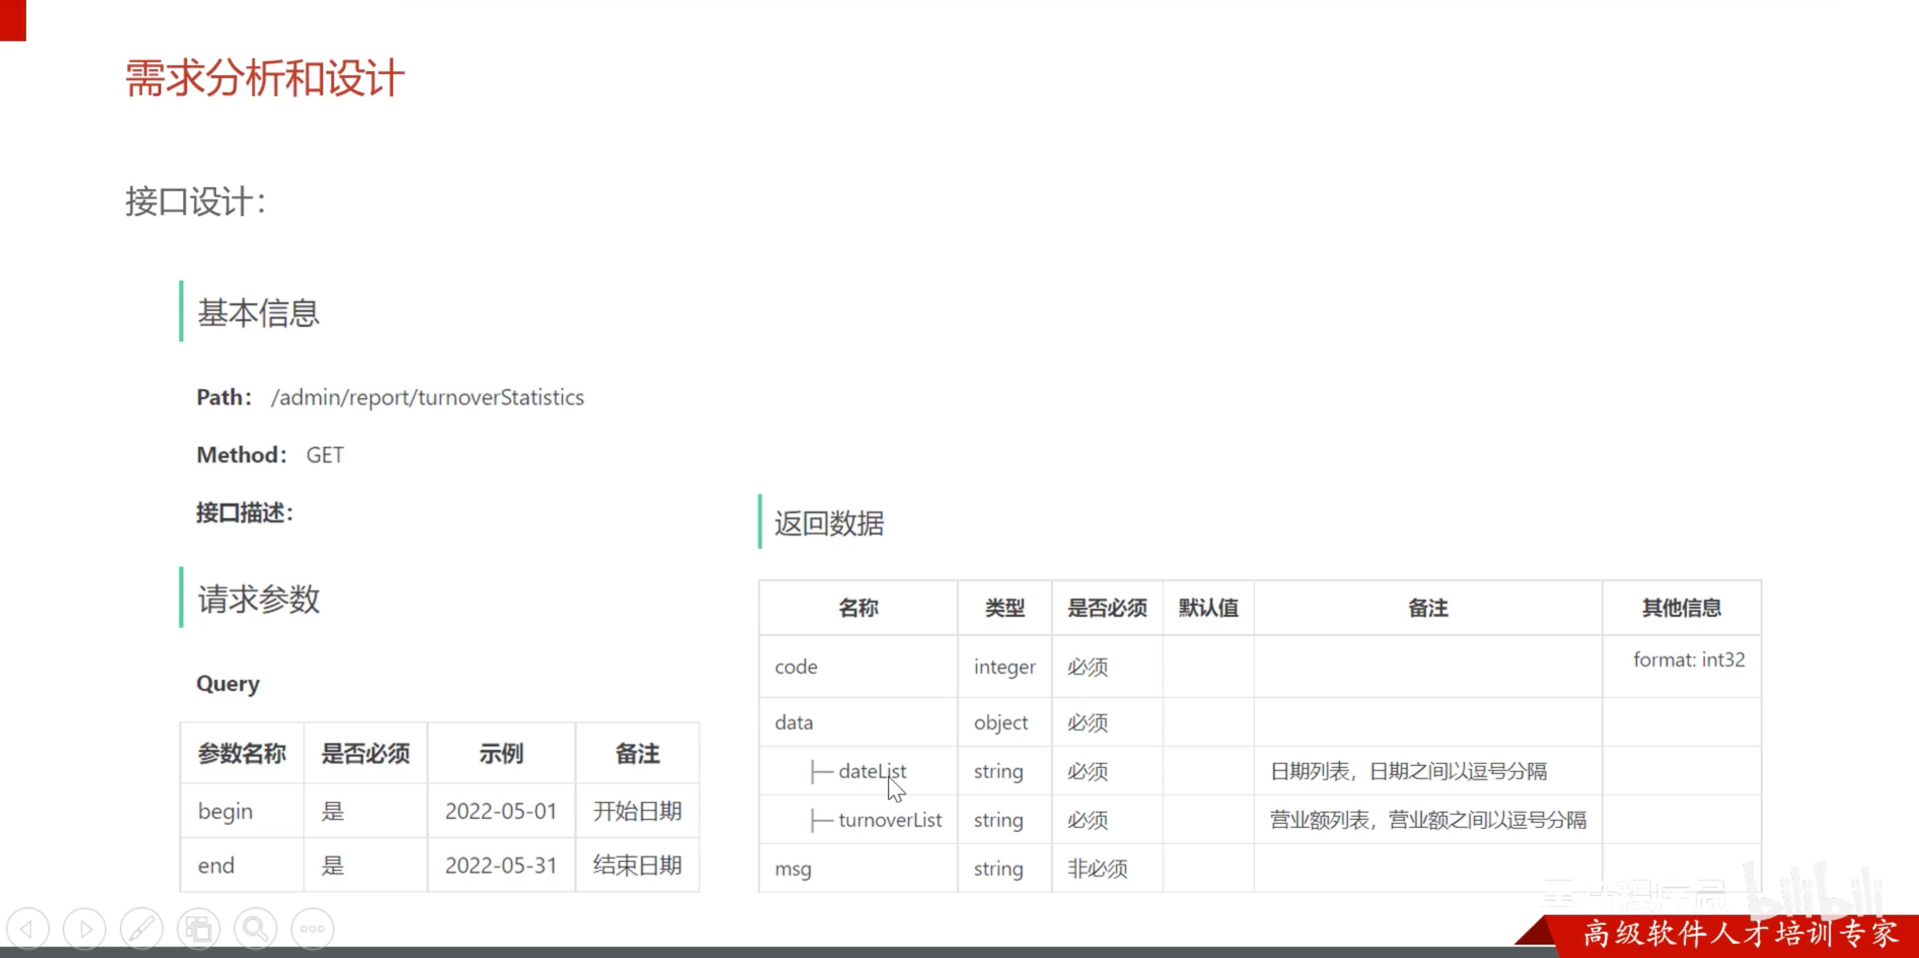 需求分析和设计
接口设计：
基本信息
Path： /admin/report/turnoverStatistics
Method： GET
接口描述：
请求参数
Query
参数名称 是否必须 示例 备注
begin 是 2022-05-01 开始日期
end 是 2022-05-31 结束日期
返回数据
名称 类型 是否必须 默认值 备注 其他信息
code integer 必须 format: int32
data object 必须
├─ dateList string 必须 日期列表，日期之间以逗号分隔
├─ turnoverList string 必须 营业额列表，营业额之间以逗号分隔
msg string 非必须
bilibili
高级软件人才培训专家